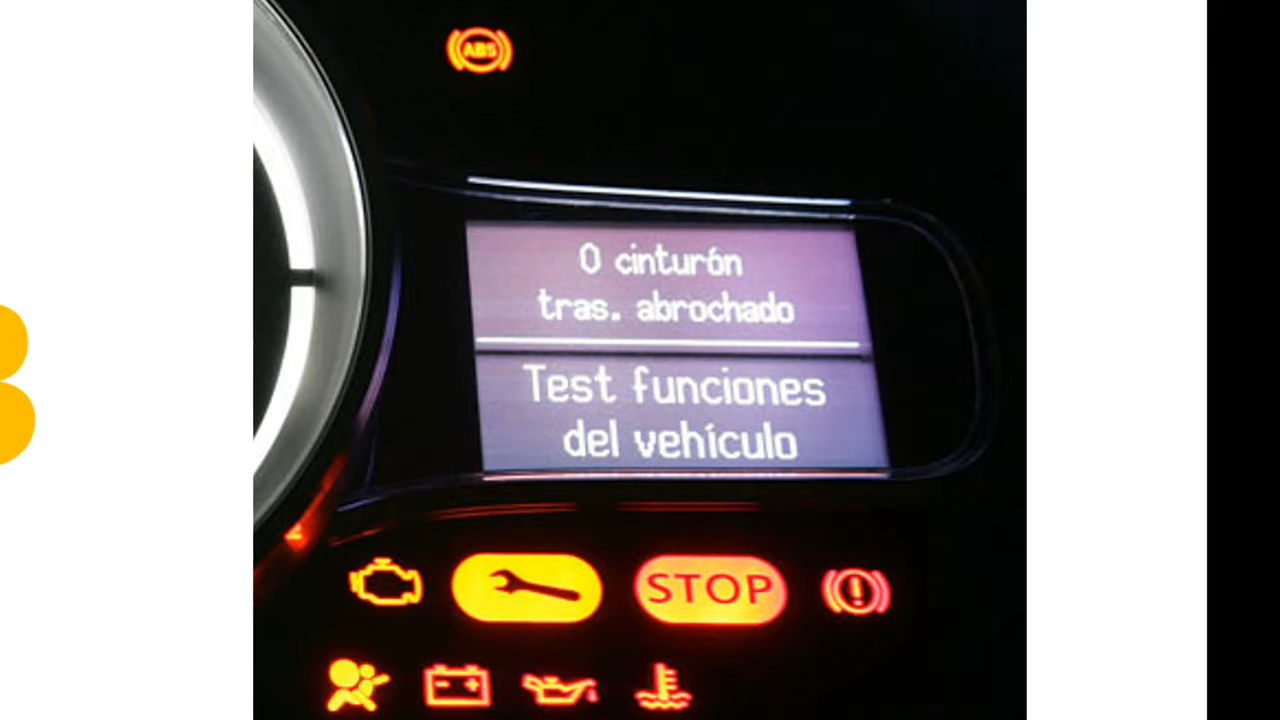 ABS
0 cinturón
tras. abrochado
Test funciones
del vehículo
STOP